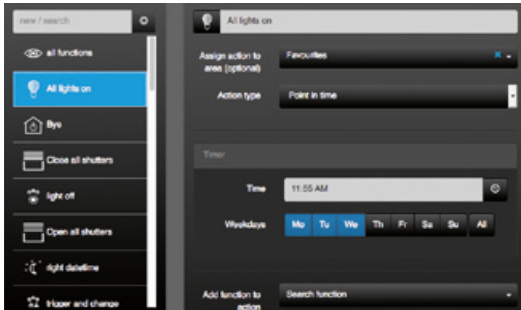 new / search
all functions
All lights on
Bye
Close all shutters
light off
Open all shutters
right datetime
trigger and change
All lights on
Assign action to
area (optional)
Favourites
Action type
Point in time
Timer
Time
11:55 AM
Weekdays
Mo Tu We Th Fr Sa Su All
Add function to
action
Search function